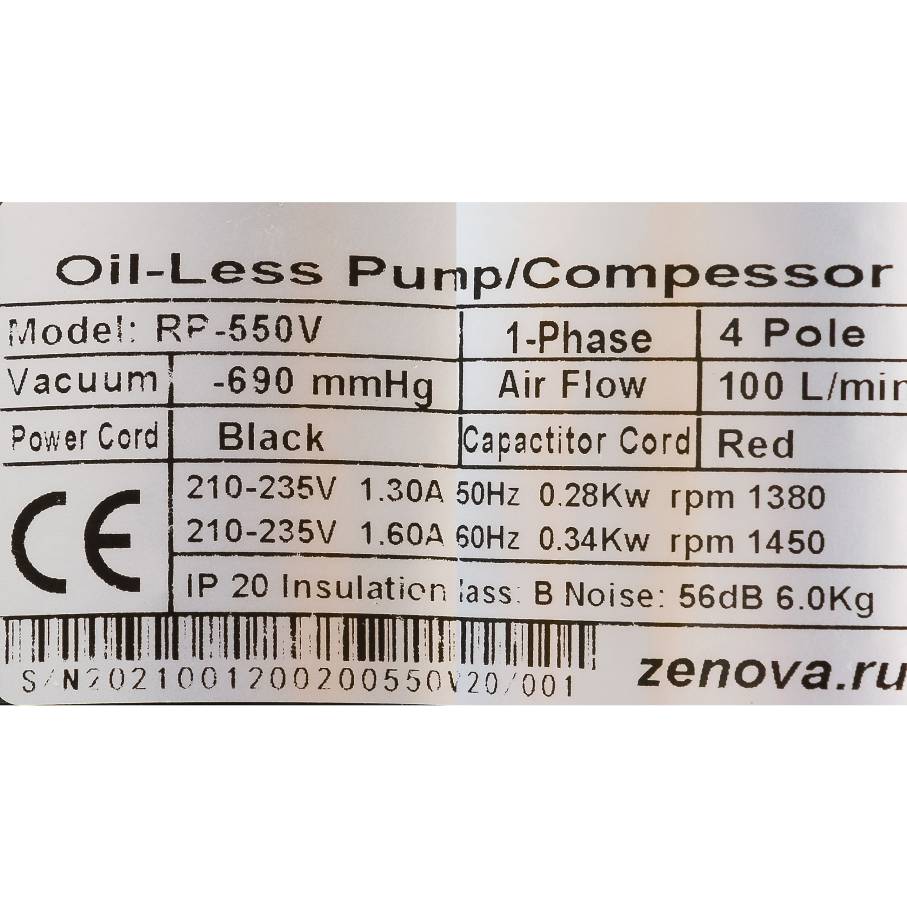 Oil-Less Pump/Compessor
Model: RP-550V 1-Phase 4 Pole
Vacuum -690 mmHg Air Flow 100 L/min
Power Cord Black Capactitor Cord Red
CE 210-235V 1.30A 50Hz 0.28Kw rpm 1380
210-235V 1.60A 60Hz 0.34Kw rpm 1450
IP 20 Insulation lass: B Noise: 56dB 6.0Kg
S/N20210012002005​50V20/001 zenova.ru